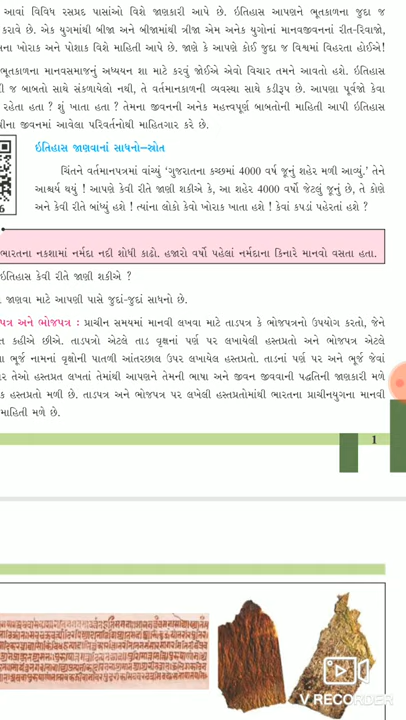 આવાં વિવિધ રસપ્રદ પાસાંઓ વિશે જાણકારી આપે છે. ઇતિહાસ આપણને ભૂતકાળના જુદા જ
કરાવે છે. એક યુગમાંથી બીજા અને બીજામાંથી ત્રીજા એમ અનેક યુગોનાં માનવજીવનનાં રીત-રિવાજો,
ખોરાક અને પોશાક વિશે માહિતી આપે છે. જાણે કે આપણે કોઈ જુદા જ વિશ્વમાં વિહરતા હોઈએ!
ભૂતકાળના માનવસમાજનું અધ્યયન શા માટે કરવું જોઈએ એવો વિચાર તમને આવતો હશે. ઇતિહાસ
જ બાબતો સાથે સંકળાયેલો નથી, તે વર્તમાનકાળની વ્યવસ્થા સાથે કડીરૂપ છે. આપણા પૂર્વજો કેવા
રહેતા હતા ? શું ખાતા હતા ? તેમના જીવનની અનેક મહત્ત્વપૂર્ણ બાબતોની માહિતી આપી ઇતિહાસ
જીવનમાં આવેલા પરિવર્તનોથી માહિતગાર કરે છે.
ઇતિહાસ જાણવાનાં સાધનો–સ્રોત
ચિંતને વર્તમાનપત્રમાં વાંચ્યું ‘ગુજરાતના કચ્છમાં 4000 વર્ષ જૂનું શહેર મળી આવ્યું.’ તેને
આશ્ચર્ય થયું ! આપણે કેવી રીતે જાણી શકીએ કે, આ શહેર 4000 વર્ષો જેટલું જૂનું છે, તે કોણે
અને કેવી રીતે બાંધ્યું હશે ! ત્યાંના લોકો કેવો ખોરાક ખાતા હશે ! કેવાં કપડાં પહેરતાં હશે ?
ભારતના નકશામાં નર્મદા નદી શોધી કાઢો. હજારો વર્ષો પહેલાં નર્મદાના કિનારે માનવો વસતા હતા.
ઇતિહાસ કેવી રીતે જાણી શકીએ ?
જાણવા માટે આપણી પાસે જુદાં-જુદાં સાધનો છે.
અને ભોજપત્ર : પ્રાચીન સમયમાં માનવી લખવા માટે તાડપત્ર કે ભોજપત્રનો ઉપયોગ કરતો, જેને
કહીએ છીએ. તાડપત્રો એટલે તાડ વૃક્ષનાં પર્ણ પર લખાયેલી હસ્તપ્રતો અને ભોજપત્ર એટલે
ભૂર્જ નામનાં વૃક્ષોની પાતળી આંતરછાલ ઉપર લખાયેલ હસ્તપ્રતો. તાડનાં પર્ણ પર અને ભૂર્જ જેવાં
તેઓ હસ્તપ્રત લખતાં તેમાંથી આપણને તેમની ભાષા અને જીવન જીવવાની પદ્ધતિની જાણકારી મળે
હસ્તપ્રતો મળી છે. તાડપત્ર અને ભોજપત્ર પર લખેલી હસ્તપ્રતોમાંથી ભારતના પ્રાચીનયુગના માનવી
માહિતી મળે છે.
1
V.RECORDER